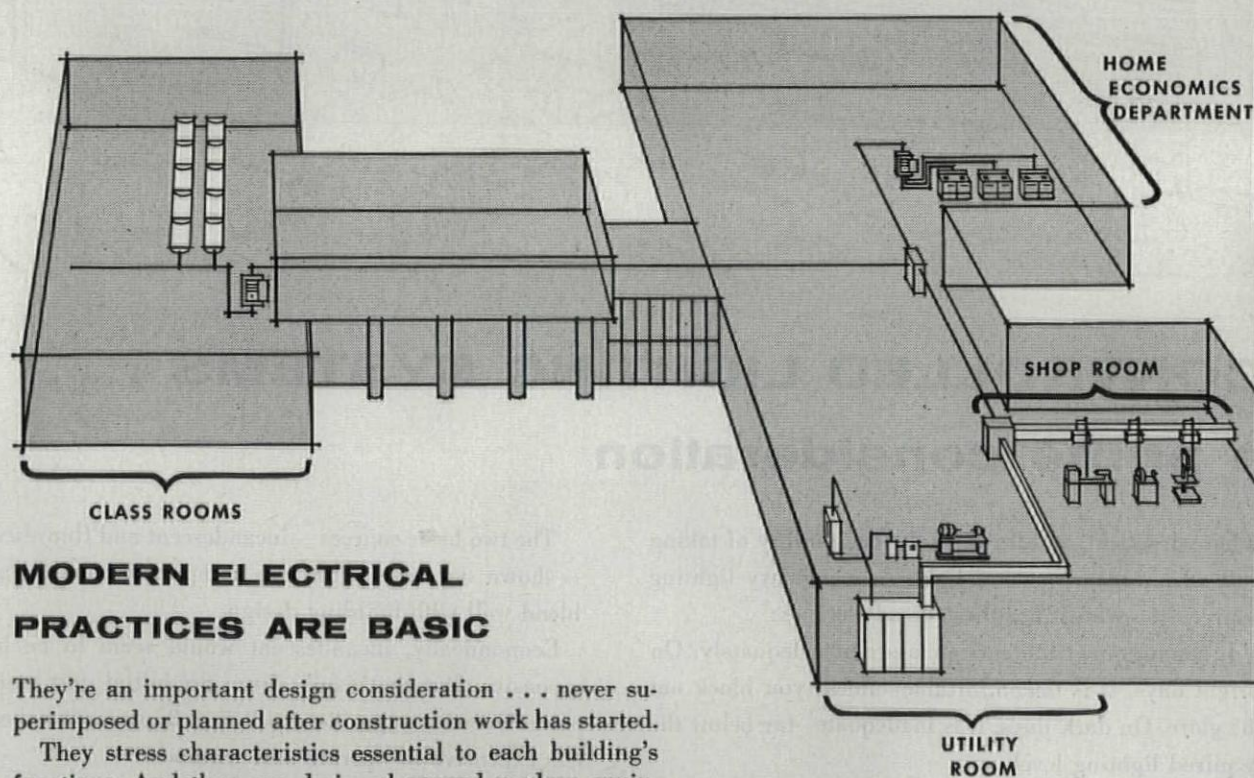 HOME
ECONOMICS
DEPARTMENT
SHOP ROOM
CLASS ROOMS
MODERN ELECTRICAL
PRACTICES ARE BASIC
They're an important design consideration .... never su-
perimposed or planned after construction work has started.
They stress characteristics essential to each building's
UTILITY
ROOM